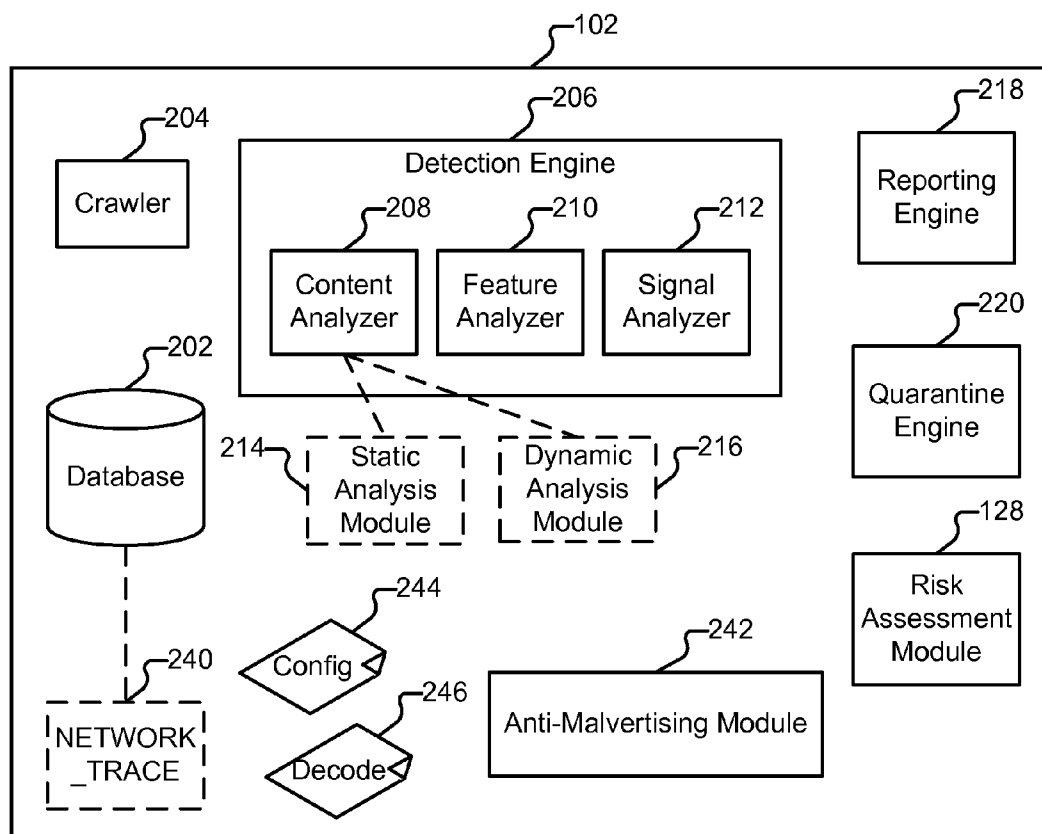 102
204
Crawler
206
Detection Engine
208
Content
Analyzer
210
Feature
Analyzer
212
Signal
Analyzer
218
Reporting
Engine
202
Database
214
Static
Analysis
Module
Dynamic
Analysis
Module
216
220
Quarantine
Engine
128
Risk
Assessment
Module
240
NETWORK
_TRACE
244
Config
246
Decode
242
Anti-Malvertising Module